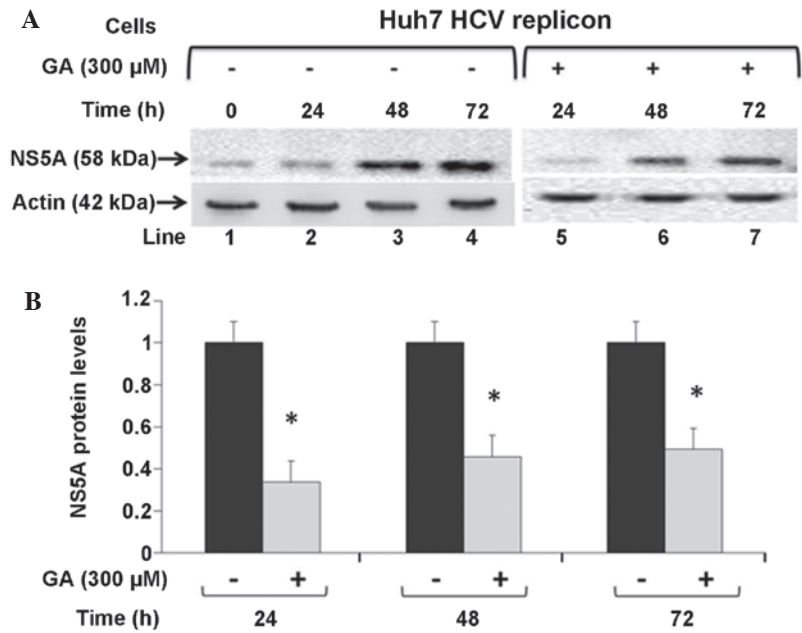 A
Cells
Huh7 HCV replicon
GA (300 µM) - - - - + + +
Time (h) 0 24 48 72 24 48 72
NS5A (58 kDa)
Actin (42 kDa)
Line 1 2 3 4 5 6 7
B
NS5A protein levels
1.2
1
0.8
0.6
0.4
0.2
0
* * *
GA (300 µM) - + - + - +
Time (h) 24 48 72